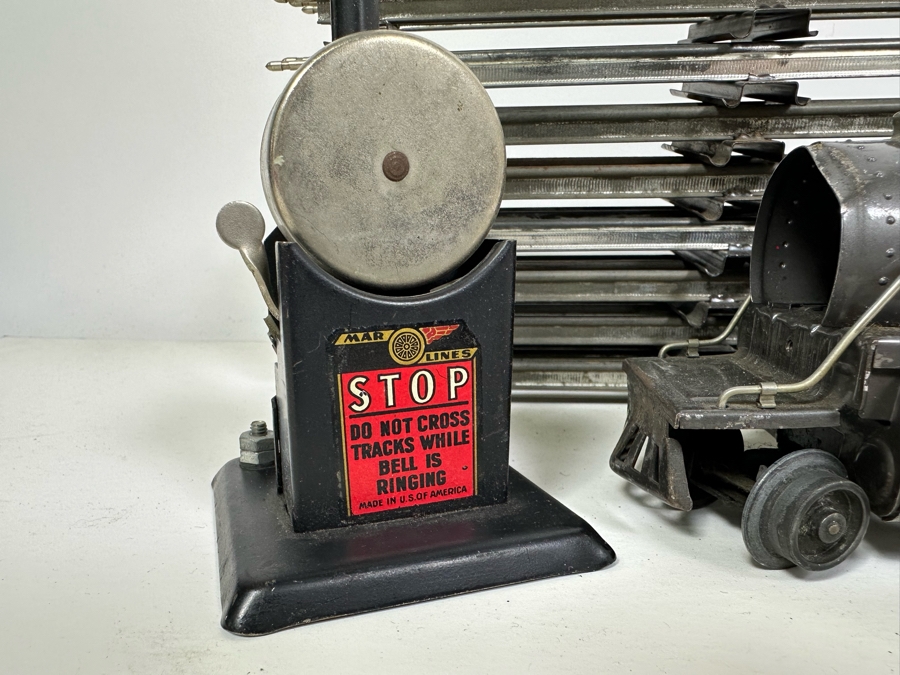 MAR
LINES
STOP
DO NOT CROSS
TRACKS WHILE
BELL IS
RINGING
MADE IN U.S.OF AMERICA